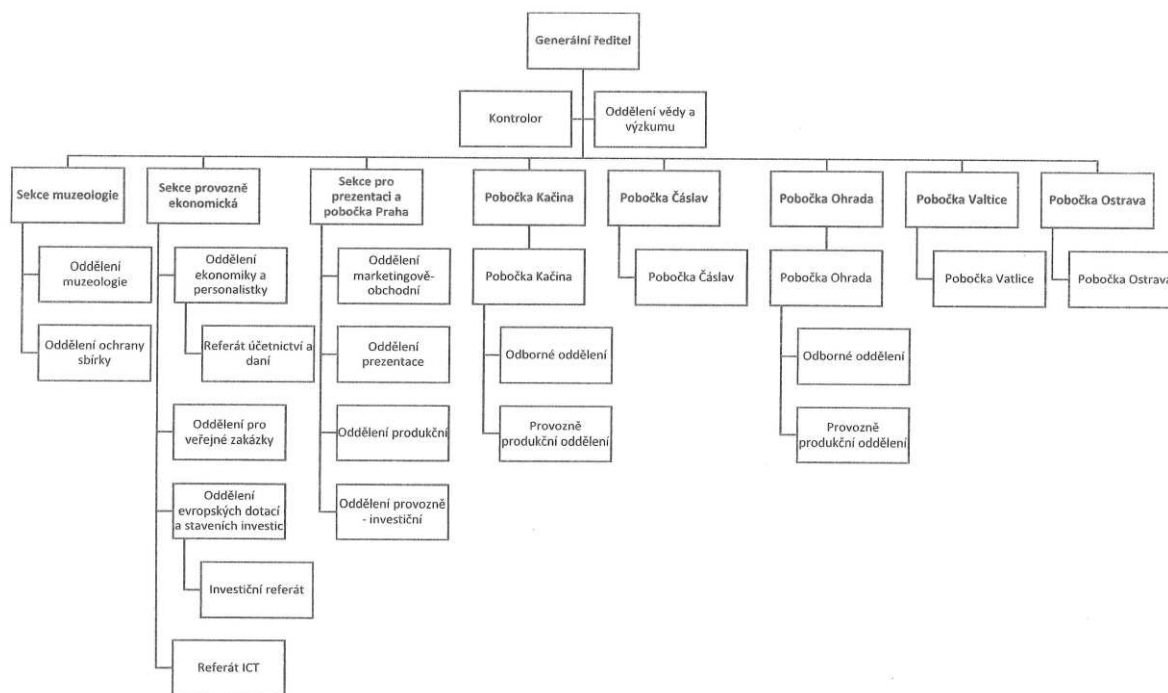 Generální ředitel
Kontrolor
Oddělení vědy a
výzkumu
Sekce muzeologie
Sekce provozně
ekonomická
Sekce pro
prezentaci a
pobočka Praha
Pobočka Kačina
Pobočka Čáslav
Pobočka Ohrada
Pobočka Valtice
Pobočka Ostrava
Oddělení
muzeologie
Oddělení
ekonomiky a
personalistky
Oddělení
marketingově-
obchodní
Pobočka Kačina
Pobočka Čáslav
Pobočka Ohrada
Pobočka Vatlice
Pobočka Ostrava
Oddělení ochrany
sbírky
Referát účetnictví a
daní
Oddělení
prezentace
Odborné oddělení
Odborné oddělení
Oddělení pro
veřejné zakázky
Oddělení produkční
Provozně
produkční oddělení
Provozně
produkční oddělení
Oddělení
evropských dotací
a staveních investic
Oddělení provozně
- investiční
Investiční referát
Referát ICT